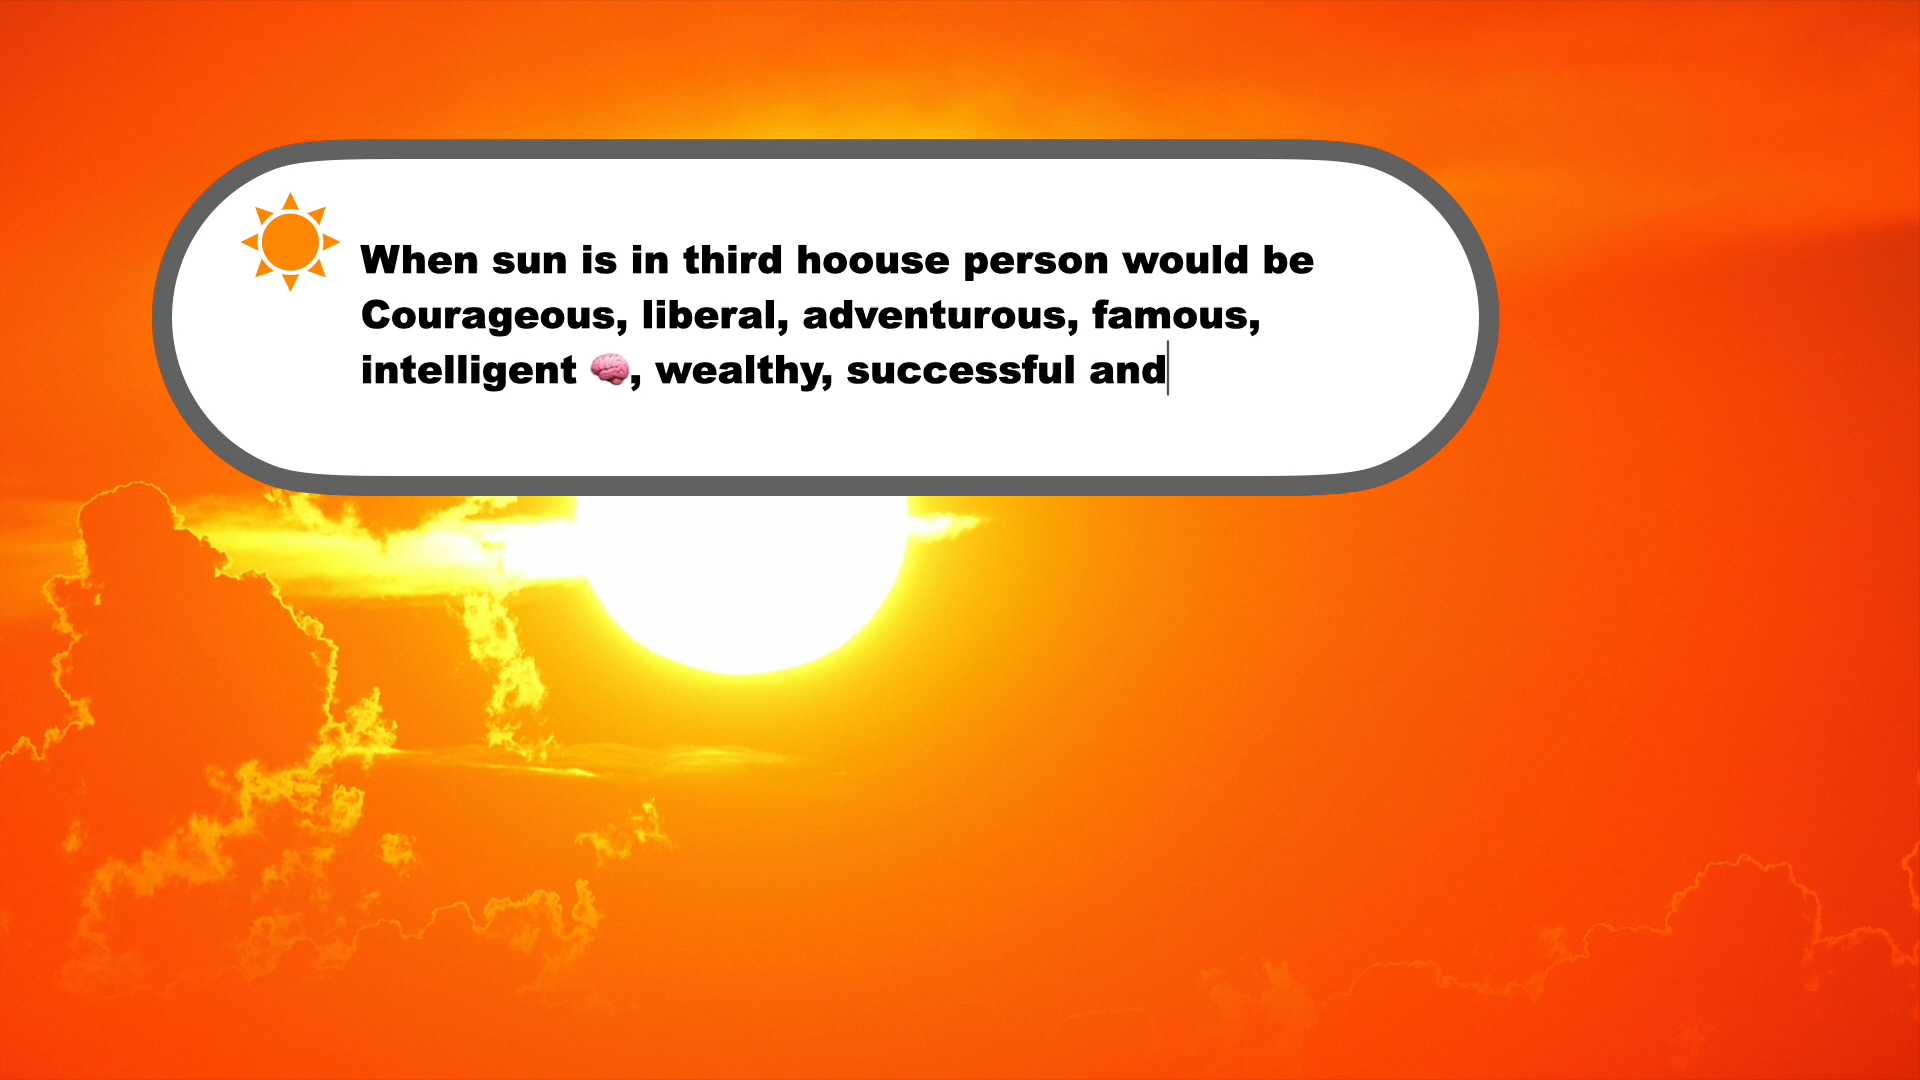 When sun is in third hoouse person would be
Courageous, liberal, adventurous, famous,
intelligent 🧠, wealthy, successful and